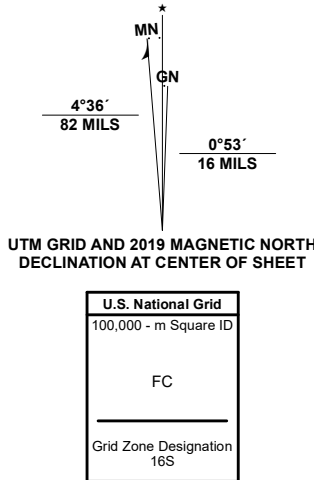 MN
GN
4°36´
82 MILS
0°53´
16 MILS
UTM GRID AND 2019 MAGNETIC NORTH
DECLINATION AT CENTER OF SHEET
U.S. National Grid
100,000 - m Square ID
FC
Grid Zone Designation
16S